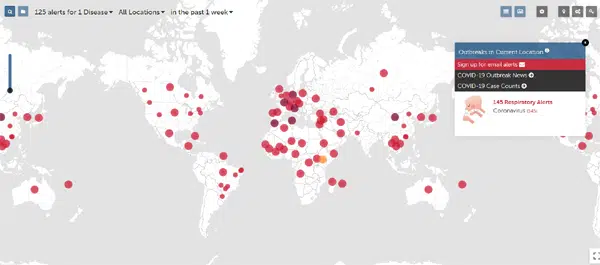 125 alerts for 1 Disease All Locations in the past 1 week
Outbreaks in Current Location
Sign up for email alerts
COVID-19 Outbreak News
COVID-19 Case Counts
145 Respiratory Alerts
Coronavirus (145)